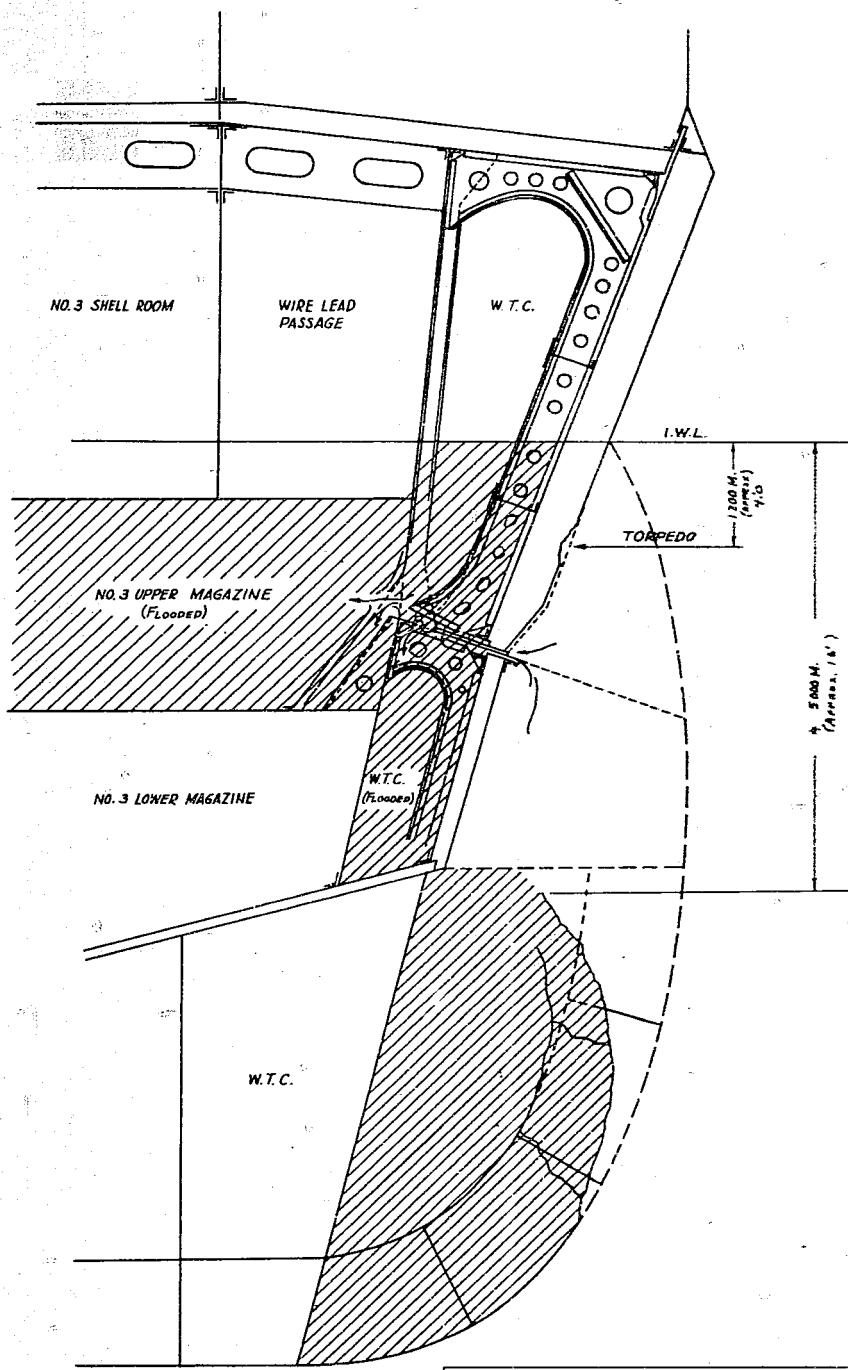 NO. 3 SHELL ROOM
WIRE LEAD
PASSAGE
W.T.C.
I.W.L.
1200 M.
(APPROX)
TORPEDO
NO. 3 UPPER MAGAZINE
(FLOODED)
5000 M.
(APPROX. 16')
W.T.C.
(FLOODED)
NO. 3 LOWER MAGAZINE
W.T.C.